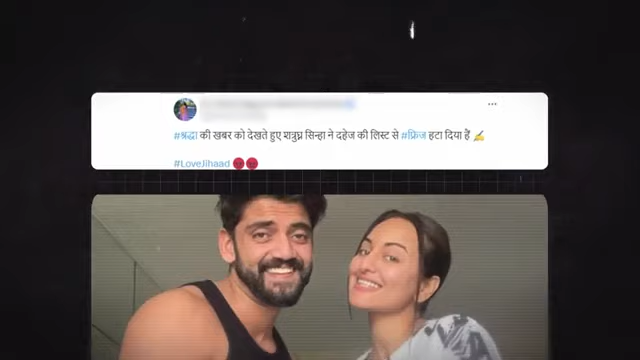 #श्रद्धा की खबर को देखते हुए शत्रुघ्न सिन्हा ने दहेज की लिस्ट से #फ्रिज हटा दिया हैं ✍️
#LoveJihaad 😡😡